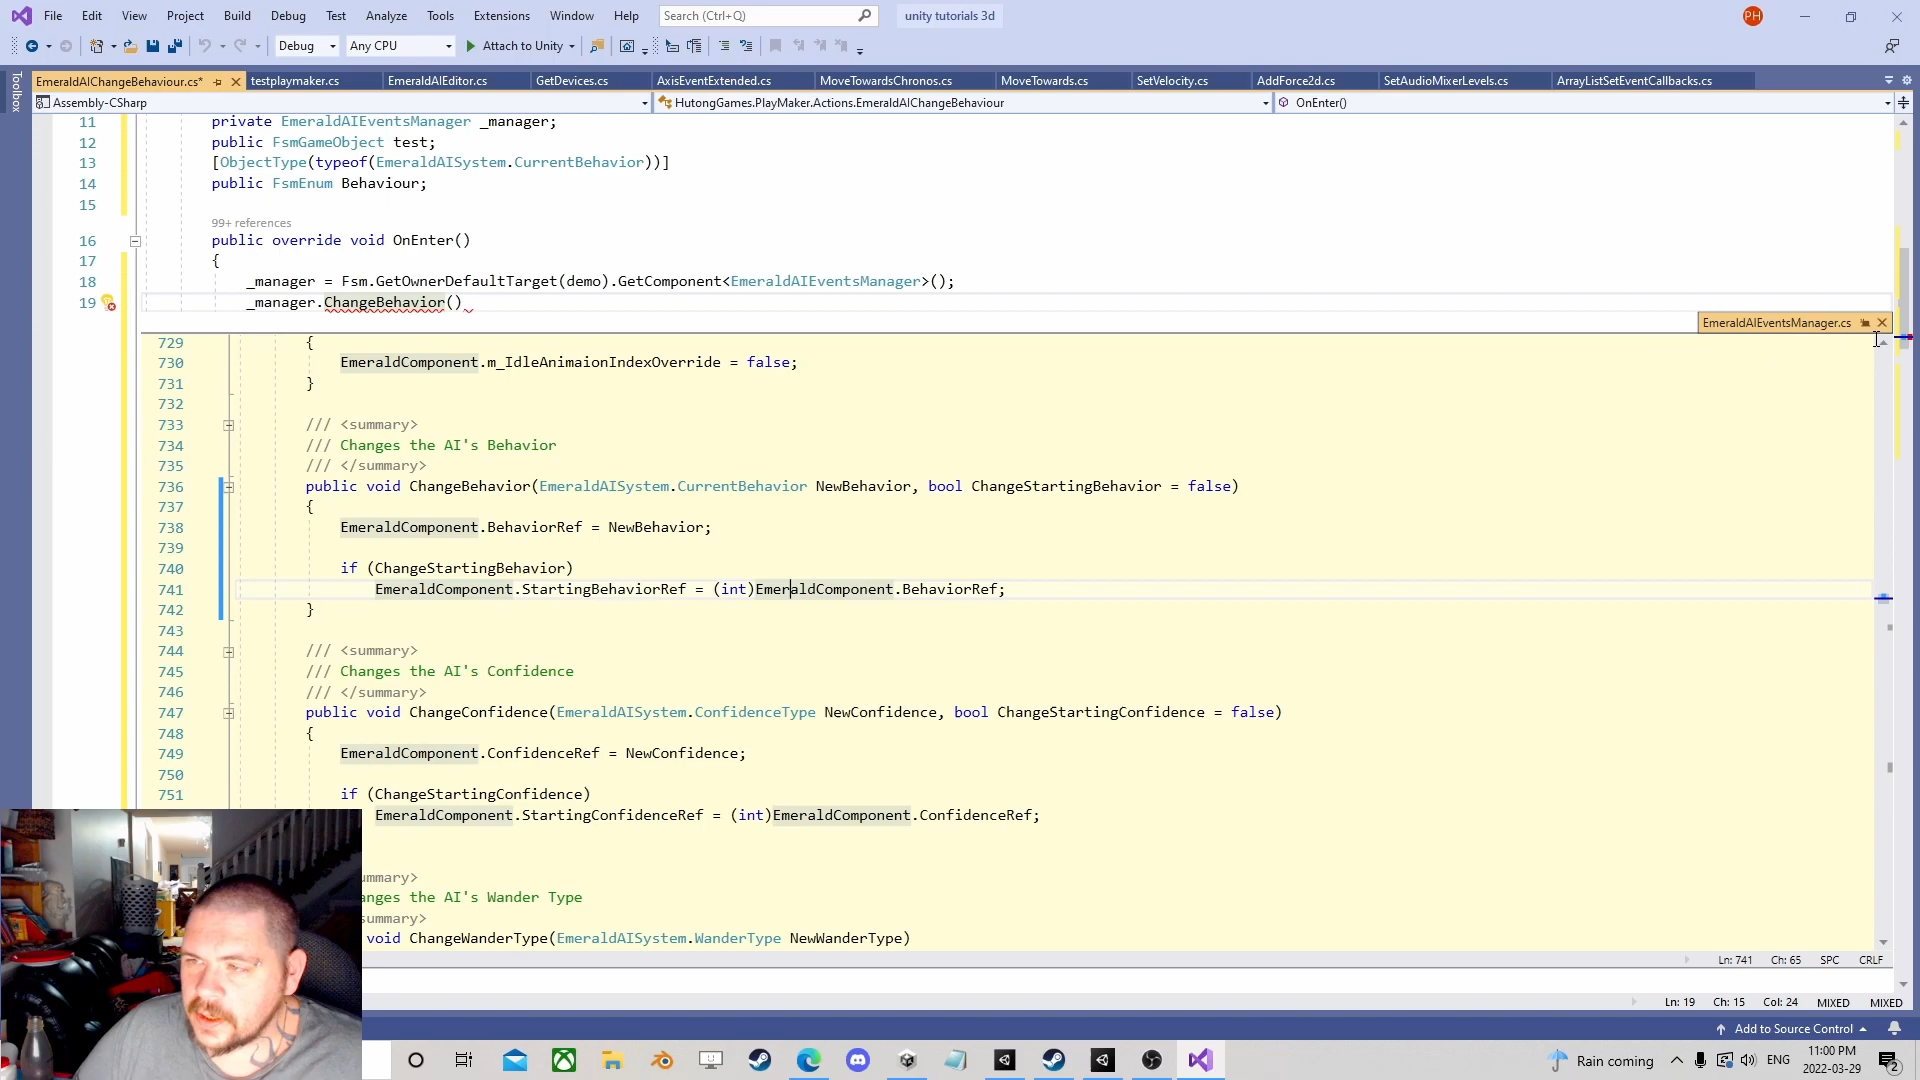 File Edit View Project Build Debug Test Analyze Tools Extensions Window Help Search (Ctrl+Q) unity tutorials 3d PH
Debug Any CPU Attach to Unity
Toolbox
EmeraldAIChangeBehaviour.cs* testplaymaker.cs EmeraldAIEditor.cs GetDevices.cs AxisEventExtended.cs MoveTowardsChronos.cs MoveTowards.cs SetVelocity.cs AddForce2d.cs SetAudioMixerLevels.cs ArrayListSetEventCallbacks.cs
Assembly-CSharp HutongGames.PlayMaker.Actions.EmeraldAIChangeBehaviour OnEnter()
11 private EmeraldAIEventsManager _manager;
12 public FsmGameObject test;
13 [ObjectType(typeof(EmeraldAISystem.CurrentBehavior))]
14 public FsmEnum Behaviour;
15
99+ references
16 public override void OnEnter()
17 {
18 _manager = Fsm.GetOwnerDefaultTarget(demo).GetComponent<EmeraldAIEventsManager>();
19 _manager.ChangeBehavior()
EmeraldAIEventsManager.cs
729 {
730 EmeraldComponent.m_IdleAnimaionIndexOverride = false;
731 }
732
733 /// <summary>
734 /// Changes the AI's Behavior
735 /// </summary>
736 public void ChangeBehavior(EmeraldAISystem.CurrentBehavior NewBehavior, bool ChangeStartingBehavior = false)
737 {
738 EmeraldComponent.BehaviorRef = NewBehavior;
739
740 if (ChangeStartingBehavior)
741 EmeraldComponent.StartingBehaviorRef = (int)EmeraldComponent.BehaviorRef;
742 }
743
744 /// <summary>
745 /// Changes the AI's Confidence
746 /// </summary>
747 public void ChangeConfidence(EmeraldAISystem.ConfidenceType NewConfidence, bool ChangeStartingConfidence = false)
748 {
749 EmeraldComponent.ConfidenceRef = NewConfidence;
750
751 if (ChangeStartingConfidence)
EmeraldComponent.StartingConfidenceRef = (int)EmeraldComponent.ConfidenceRef;
ummary>
anges the AI's Wander Type
summary>
void ChangeWanderType(EmeraldAISystem.WanderType NewWanderType)
Ln: 741 Ch: 65 SPC CRLF
Ln: 19 Ch: 15 Col: 24 MIXED MIXED
Add to Source Control
Rain coming ENG 11:00 PM
2022-03-29 2